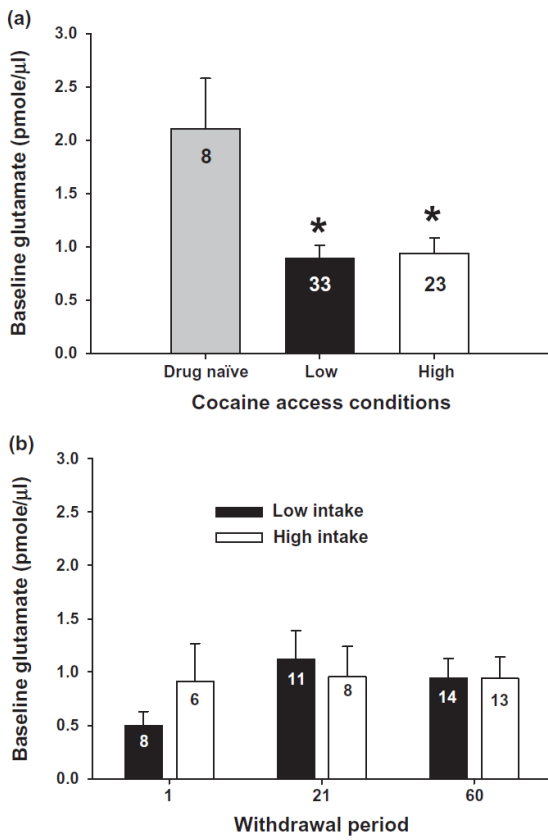 (a)
3.0
2.5
2.0
1.5
1.0
0.5
0.0
Baseline glutamate (pmole/µl)
8
*
33
*
23
Drug naïve Low High
Cocaine access conditions
(b)
3.0
2.5
2.0
1.5
1.0
0.5
0.0
Baseline glutamate (pmole/µl)
Low intake
High intake
8 6 11 8 14 13
1 21 60
Withdrawal period